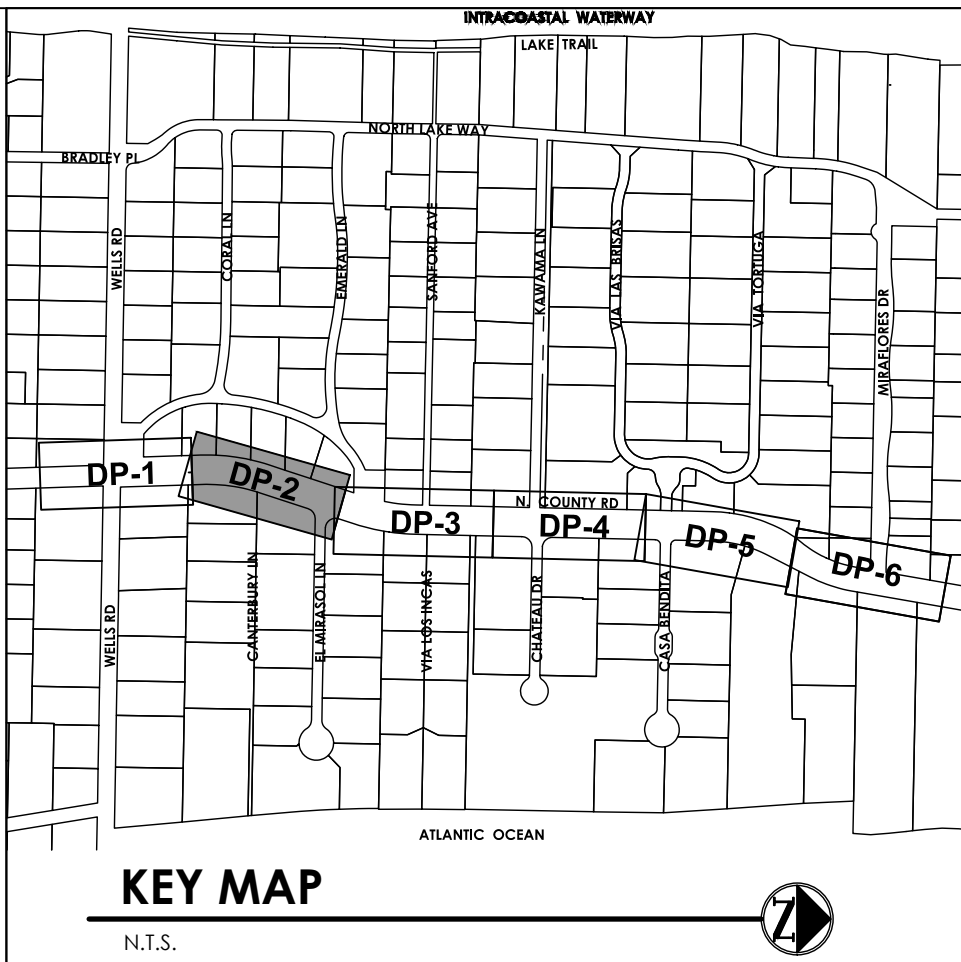 INTRACOASTAL WATERWAY
LAKE TRAIL
NORTH LAKE WAY
BRADLEY PL
WELLS RD
CORAL LN
EMERALD LN
SANFORD AVE
KAWAMA LN
VIA LAS BRISAS
VIA TORTUGA
MIRAFLORES DR
DP-1
DP-2
DP-3
N. COUNTY RD
DP-4
DP-5
DP-6
WELLS RD
CANTERBURY LN
EL MIRASOL LN
VIA LOS INCAS
CHATEAU DR
CASA BENDITA
ATLANTIC OCEAN
KEY MAP
N.T.S.
N